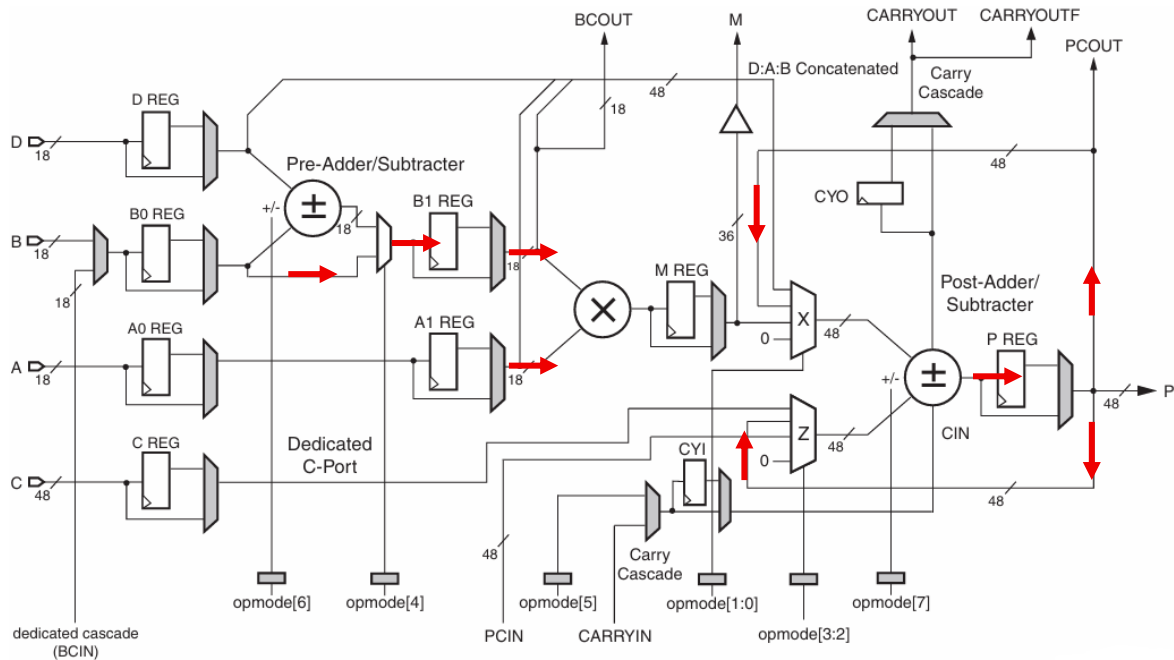 CARRYOUT
CARRYOUTF
BCOUT
M
PCOUT
D:A:B Concatenated
Carry
Cascade
48
18
D REG
D
18
48
Pre-Adder/Subtracter
+/-
±
18
CYO
B0 REG
B1 REG
B
18
18
18
36
M REG
Post-Adder/
Subtracter
×
X
48
0
P REG
A0 REG
A1 REG
A
18
18
+/-
±
48
P
CIN
C REG
Dedicated
C-Port
CYI
Z
48
0
C
48
48
48
Carry
Cascade
opmode[6]
opmode[4]
opmode[5]
opmode[1:0]
opmode[7]
dedicated cascade
(BCIN)
PCIN
CARRYIN
opmode[3:2]